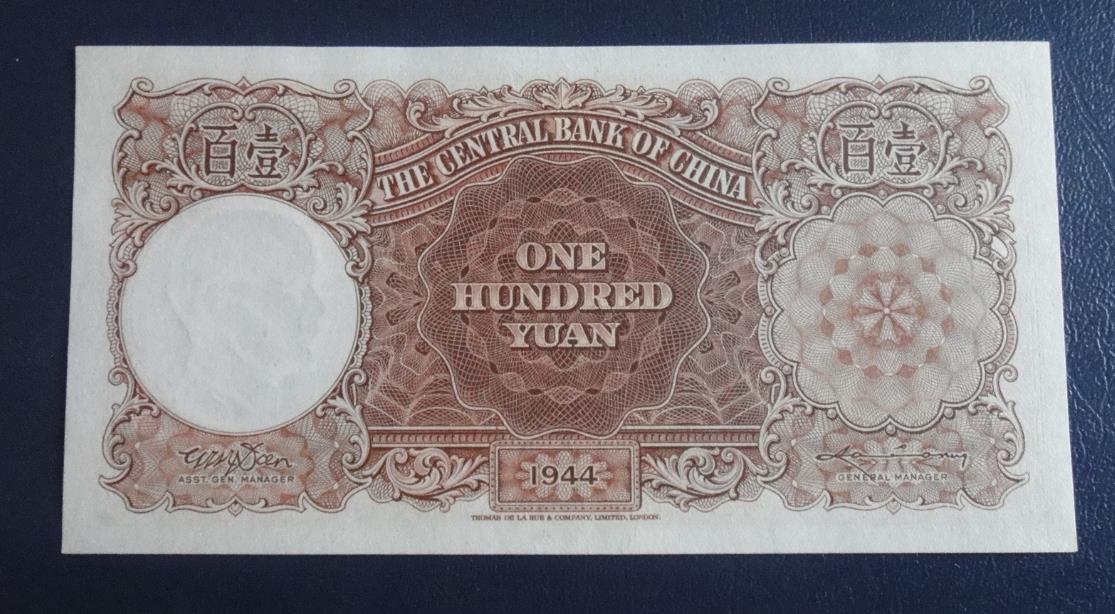 百壹
百壹
THE CENTRAL BANK OF CHINA
ONE
HUNDRED
YUAN
ASST. GEN. MANAGER
GENERAL MANAGER
1944
THOMAS DE LA RUE & COMPANY, LIMITED, LONDON.